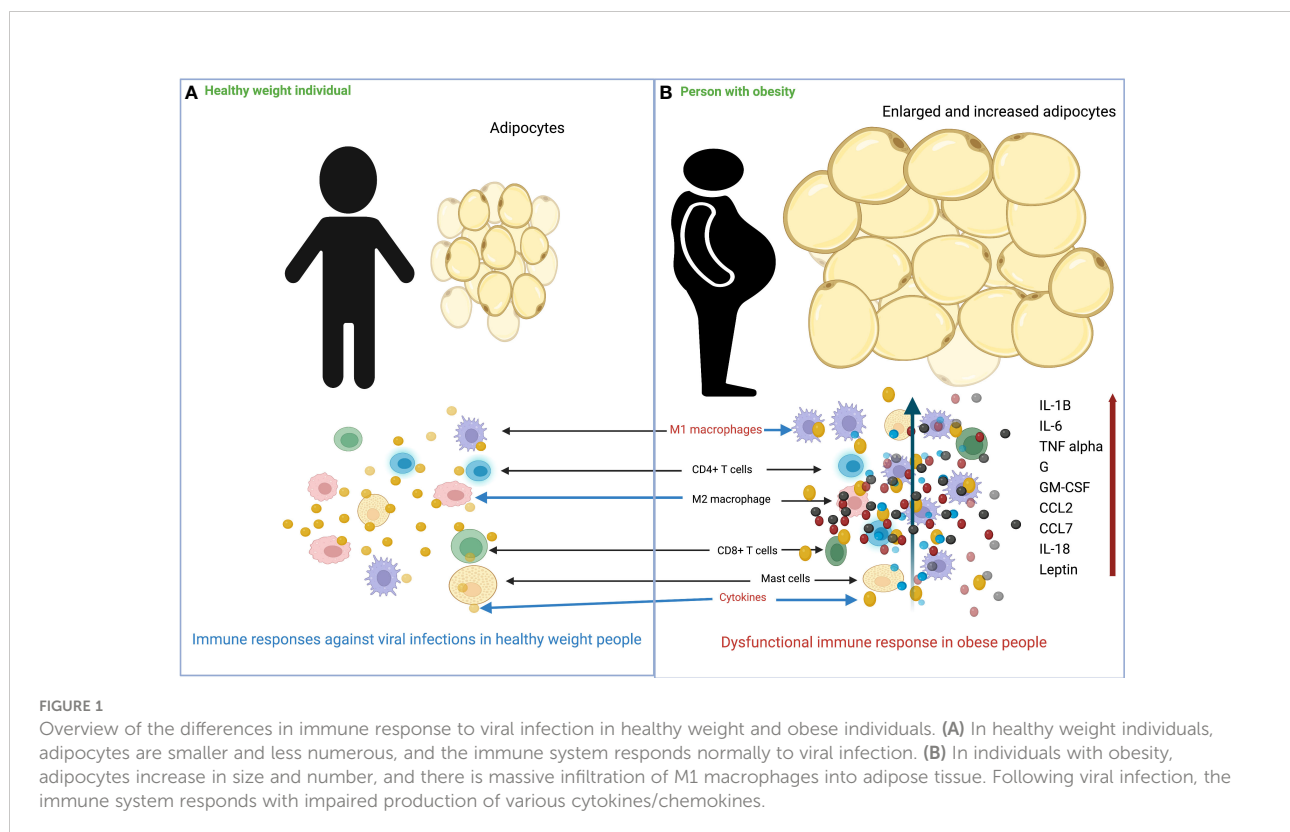 A Healthy weight individual
Adipocytes
B Person with obesity
Enlarged and increased adipocytes
M1 macrophages
CD4+ T cells
M2 macrophage
CD8+ T cells
Mast cells
Cytokines
IL-1B
IL-6
TNF alpha
G
GM-CSF
CCL2
CCL7
IL-18
Leptin
Immune responses against viral infections in healthy weight people
Dysfunctional immune response in obese people
FIGURE 1
Overview of the differences in immune response to viral infection in healthy weight and obese individuals. (A) In healthy weight individuals,
adipocytes are smaller and less numerous, and the immune system responds normally to viral infection. (B) In individuals with obesity,
adipocytes increase in size and number, and there is massive infiltration of M1 macrophages into adipose tissue. Following viral infection, the
immune system responds with impaired production of various cytokines/chemokines.